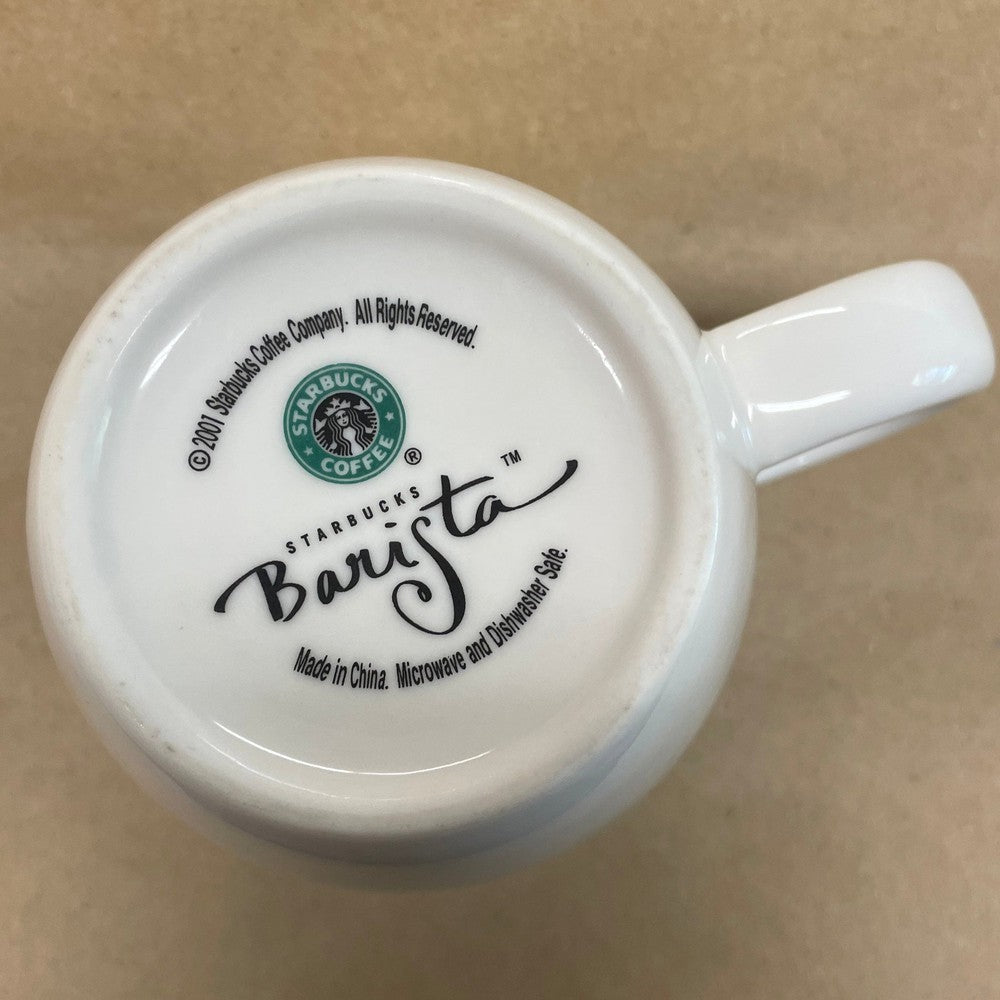 ©2001 Starbucks Coffee Company. All Rights Reserved.
STARBUCKS
COFFEE
®
STARBUCKS
Barista™
Made in China. Microwave and Dishwasher Safe.